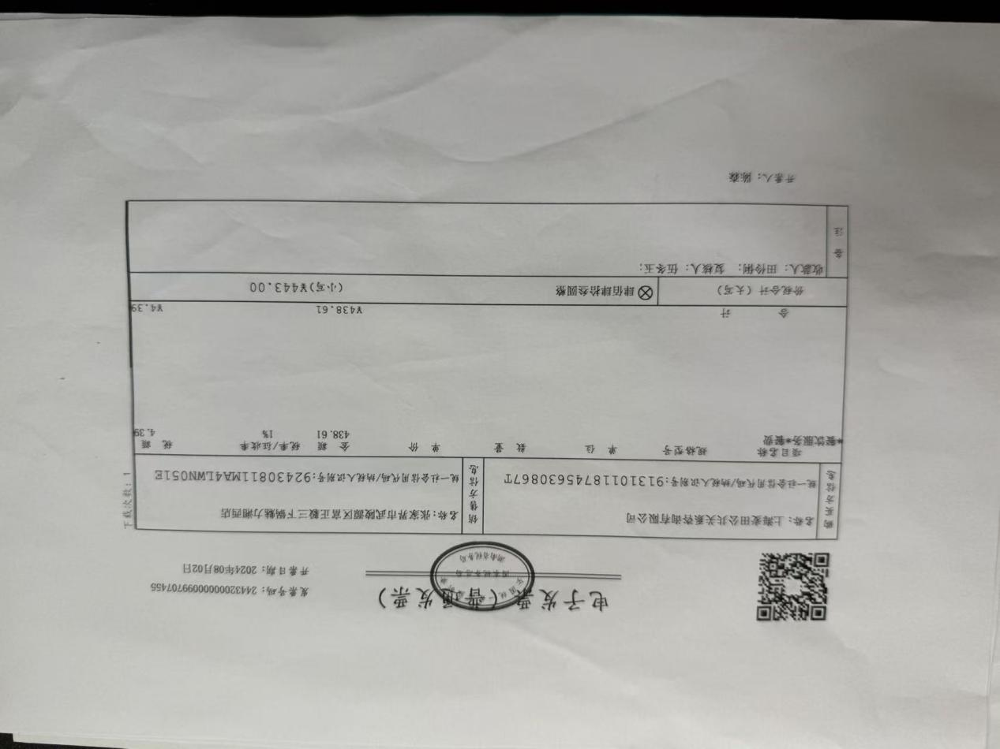 电子发票（普通发票）
国家税务总局
湖南省税务局
发票号码：24432000000099707455
开票日期：2024年08月02日
下载次数：1
购买方信息
名称：上海麦田公共关系咨询有限公司
统一社会信用代码/纳税人识别号：91310118745630867T
销售方信息
名称：张家界市武陵源区富正毅三下锅魅力湘西店
统一社会信用代码/纳税人识别号：92430811MA4LWN051E
项目名称 规格型号 单位 数量 单价 金额 税率/征收率 税额
*餐饮服务*餐费 438.61 1% 4.39
合计 ¥438.61 ¥4.39
价税合计（大写） 肆佰肆拾叁圆整 （小写）¥443.00
备注
收款人：田伶俐； 复核人：伍冬玉；
开票人：陈森